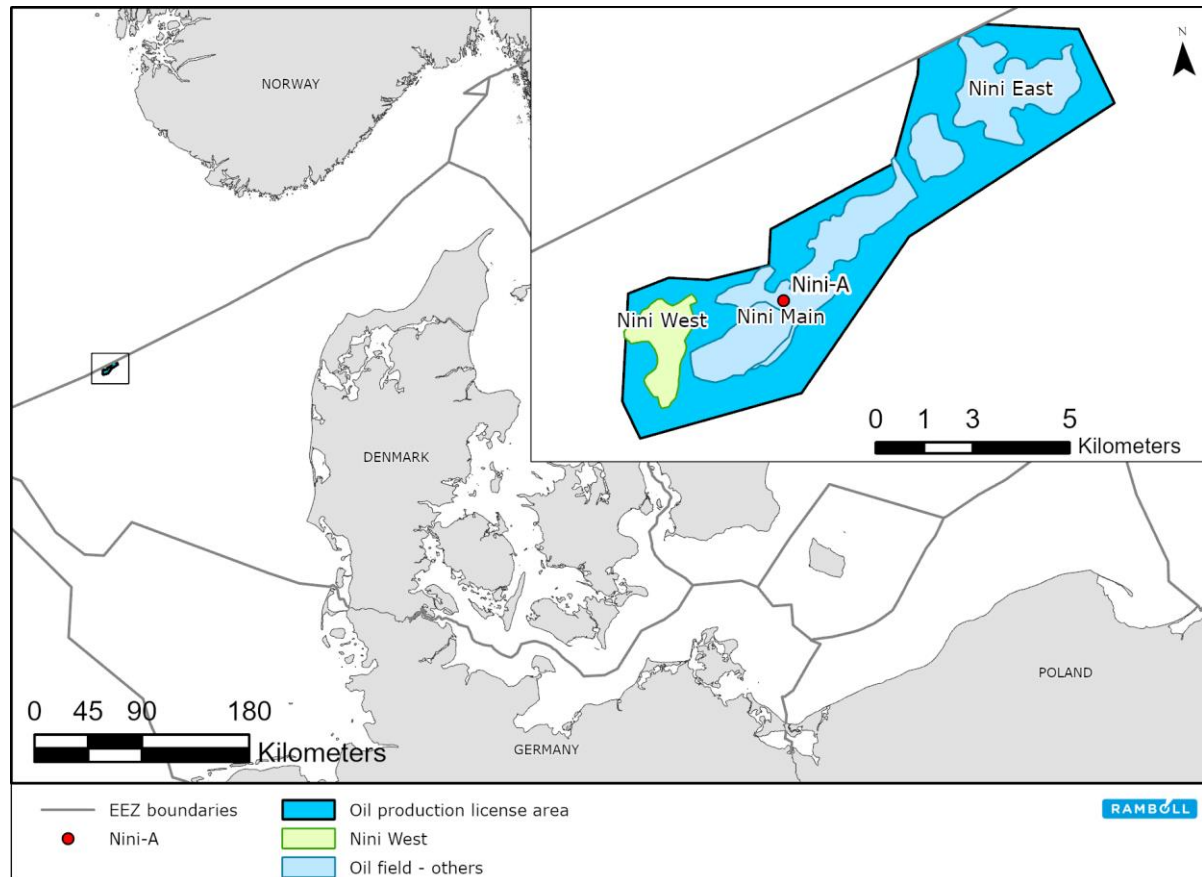 NORWAY
DENMARK
GERMANY
POLAND
0 45 90 180
Kilometers
N
Nini East
Nini-A
Nini West
Nini Main
0 1 3 5
Kilometers
EEZ boundaries
Nini-A
Oil production license area
Nini West
Oil field - others
RAMBOLL